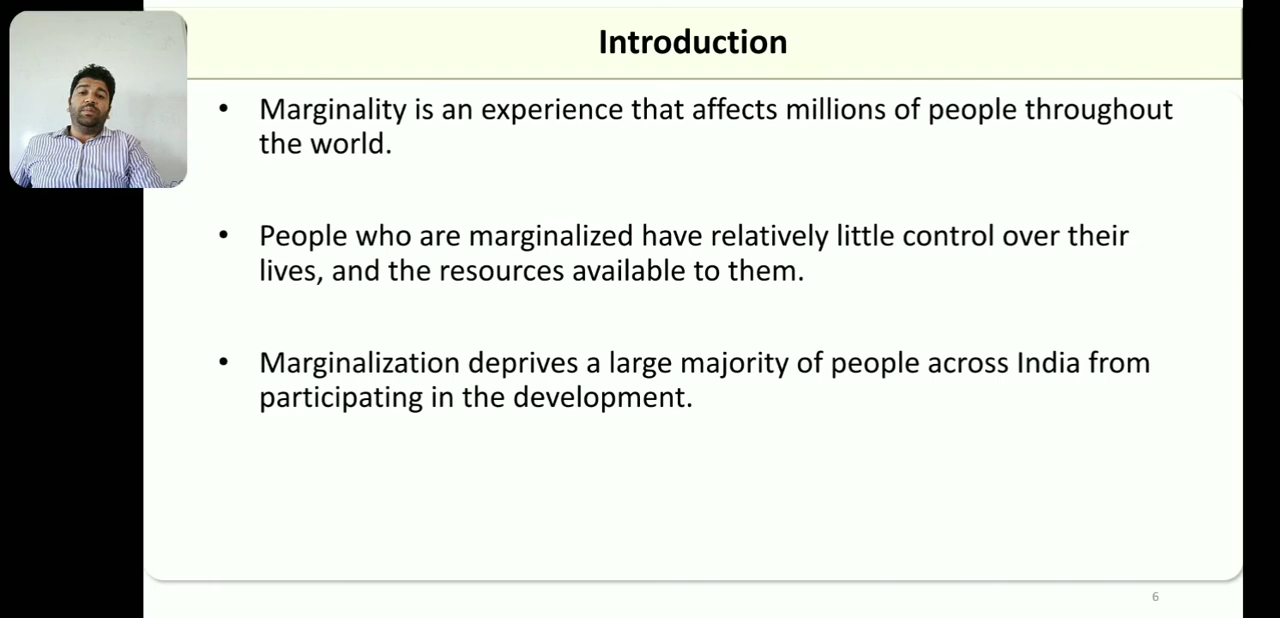 Introduction
• Marginality is an experience that affects millions of people throughout
the world.
• People who are marginalized have relatively little control over their
lives, and the resources available to them.
• Marginalization deprives a large majority of people across India from
participating in the development.
6